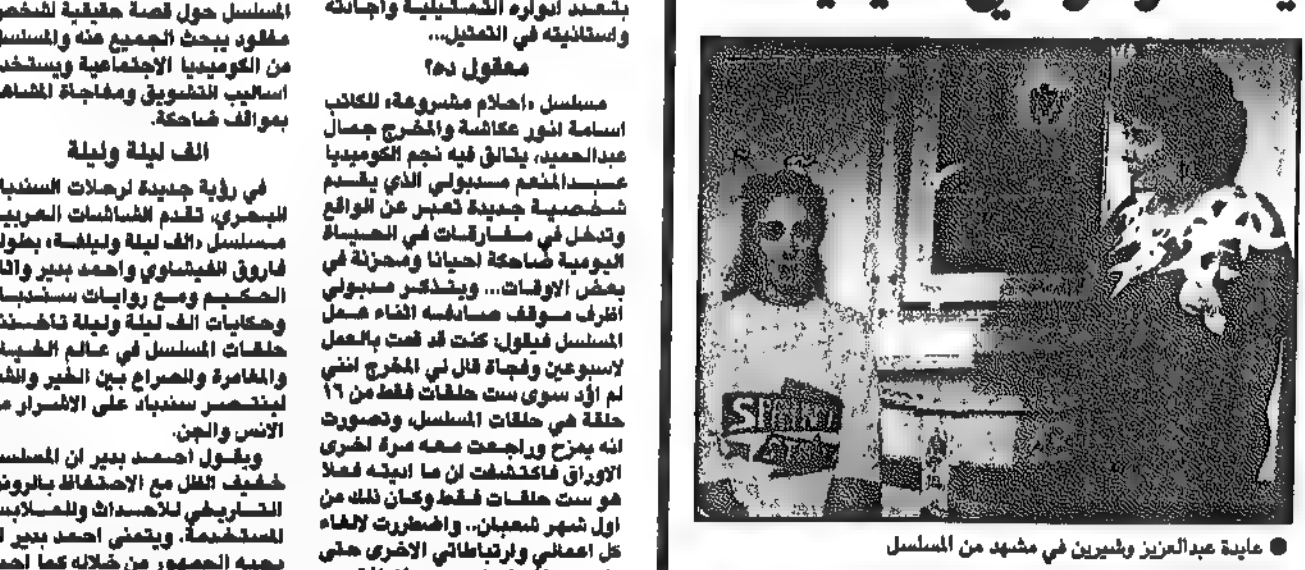 ● عايدة عبدالعزيز وشيرين في مشهد من المسلسل
بتعدد ادواره التمثيلية واجادته
واستاذيته في التمثيل...
معقول ده؟
مسلسل «احلام مشروعة» للكاتب
اسامة انور عكاشة والمخرج جمال
عبدالحميد، يتالق فيه نجم الكوميديا
عبدالمنعم مدبولي الذي يقدم
شخصية جديدة تعبر عن الواقع
وتدخل في مفارقات في الحياة
اليومية ضاحكة احيانا ومحزنة في
بعض الاوقات... ويتذكر مدبولي
اظرف موقف صادفه اثناء عمل
المسلسل فيقول: كنت قد قمت بالعمل
لاسبوعين وفجأة قال لي المخرج انني
لم اؤد سوى ست حلقات فقط من ١٦
حلقة هي حلقات المسلسل، وتصورت
انه يمزح وراجعت معه مرة اخرى
الاوراق فاكتشفت ان ما اديته فعلا
هو ست حلقات فقط وكان ذلك من
اول شهر شعبان.. واضطررت لالغاء
كل اعمالي وارتباطاتي الاخرى حتى
المسلسل حول قصة حقيقية لشخص
مفقود يبحث الجميع عنه والمسلسل
من الكوميديا الاجتماعية ويستخد
اساليب التشويق ومفاجاة المشاهد
بمواقف ضاحكة.
الف ليلة وليلة
في رؤية جديدة لرحلات السندباد
البحري، تقدم الشاشات العربية
مسلسل «الف ليلة وليلة» بطولة
فاروق الفيشاوي واحمد بدير وآثار
الحكيم ومع روايات سندباد
وحكايات الف ليلة وليلة تاخذنا
حلقات المسلسل في عالم الخيال
والمغامرة والصراع بين الخير والشر
لينتصر سندباد على الاشرار من
الانس والجن.
ويقول احمد بدير ان المسلسل
خفيف الظل مع الاحتفاظ بالرونق
التاريخي للاحداث وللملابس
المستخدمة. ويتمنى احمد بدير
يحبه الجمهور من خلاله كما